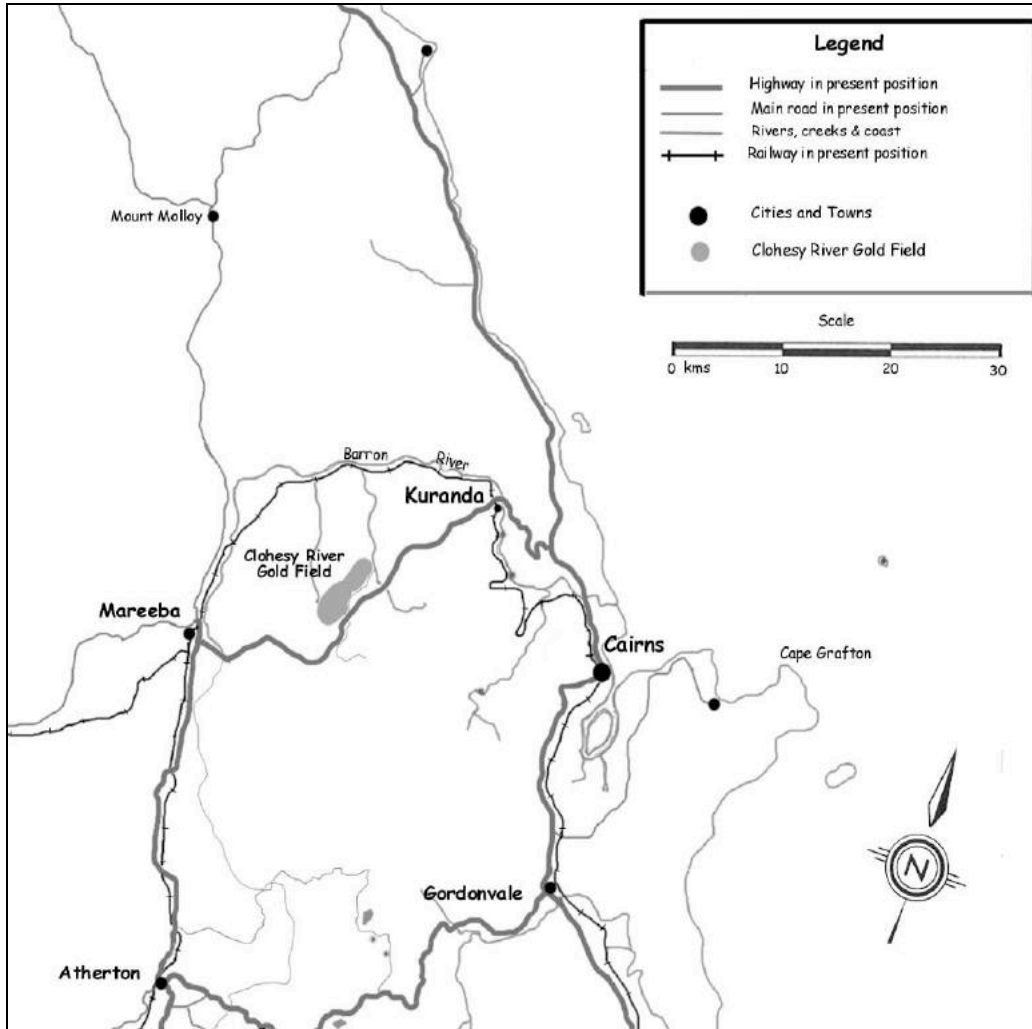 Legend
Highway in present position
Main road in present position
Rivers, creeks & coast
Railway in present position
Cities and Towns
Clohesy River Gold Field
Scale
0 kms 10 20 30
Mount Molloy
Barron River
Kuranda
Clohesy River
Gold Field
Mareeba
Cairns
Cape Grafton
Gordonvale
N
Atherton